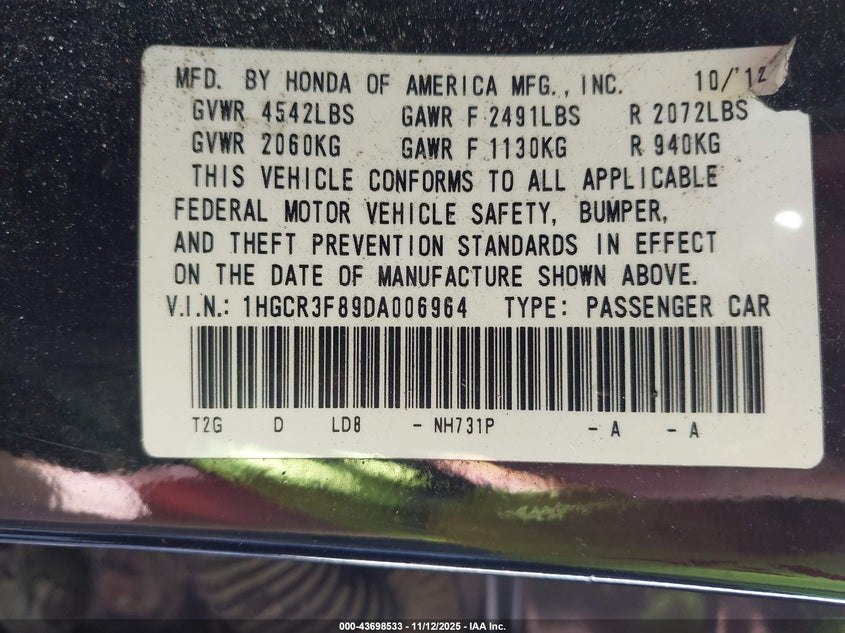 MFD. BY HONDA OF AMERICA MFG., INC. 10/'12
GVWR 4542LBS GAWR F 2491LBS R 2072LBS
GVWR 2060KG GAWR F 1130KG R 940KG
THIS VEHICLE CONFORMS TO ALL APPLICABLE
FEDERAL MOTOR VEHICLE SAFETY, BUMPER,
AND THEFT PREVENTION STANDARDS IN EFFECT
ON THE DATE OF MANUFACTURE SHOWN ABOVE.
V.I.N.: 1HGCR3F89DA006964 TYPE: PASSENGER CAR
T2G D LD8 - NH731P - A - A
000-43698533 - 11/12/2025 - IAA Inc.